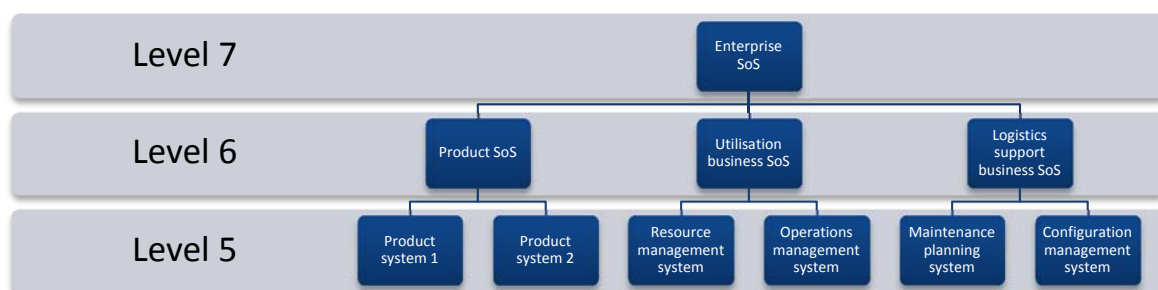 Level 7
Enterprise
SoS
Level 6
Product SoS
Utilisation
business SoS
Logistics
support
business SoS
Level 5
Product
system 1
Product
system 2
Resource
management
system
Operations
management
system
Maintenance
planning
system
Configuration
management
system